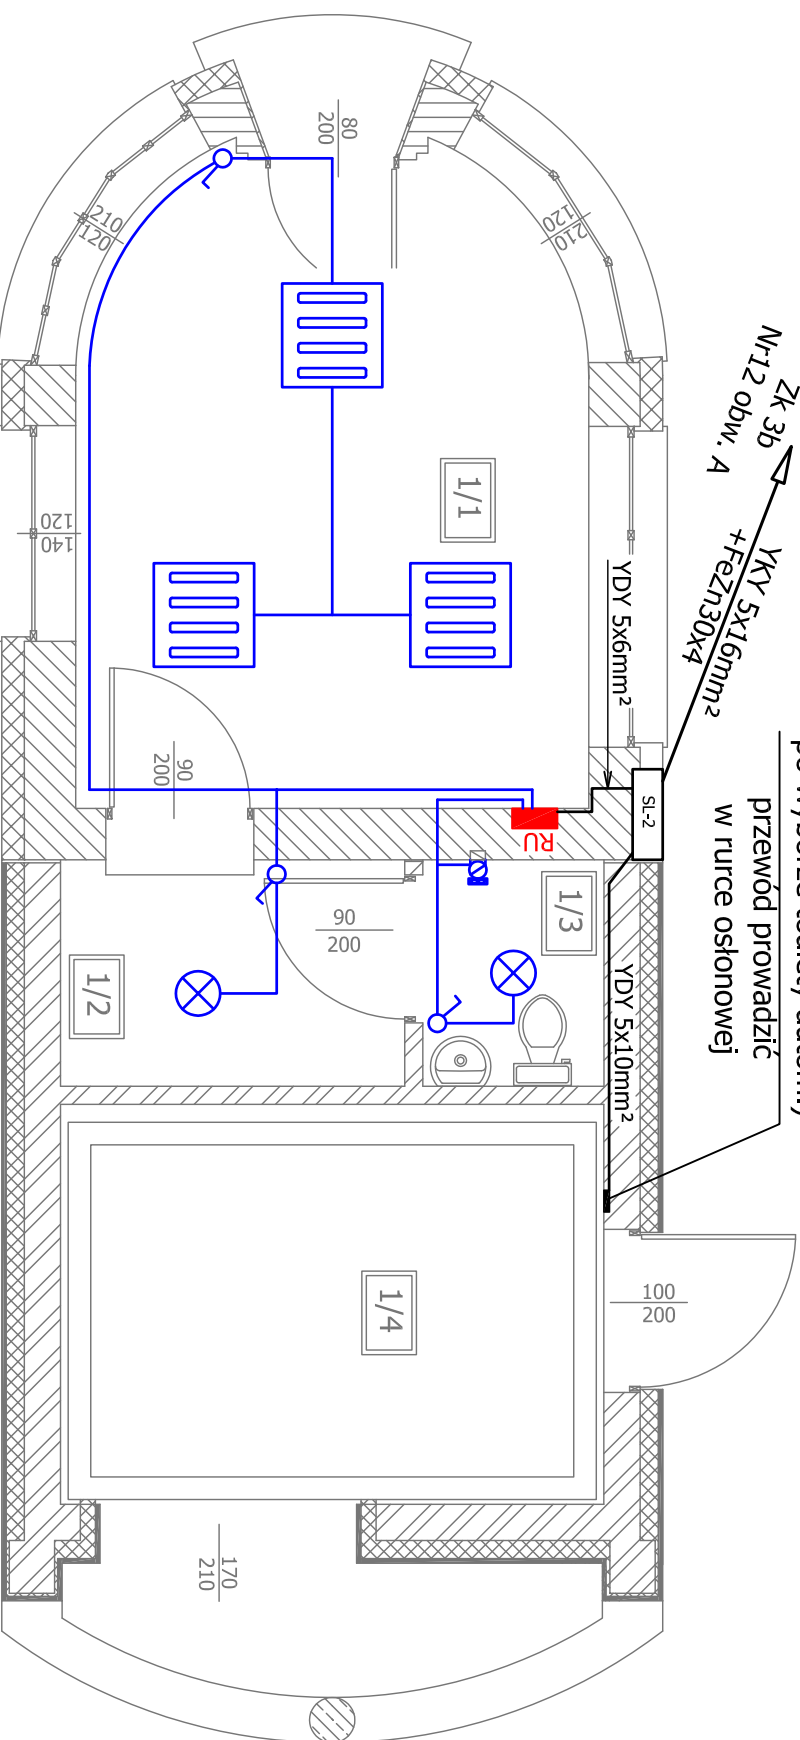 80
200
210
120
120
210
Zk 3b
Nr12 obw. A
YKY 5x16mm²
+FeZn30x4
1/1
120
140
YDY 5x6mm²
SL-2
RU
90
200
przewód prowadzić
w rurce osłonowej
1/3
90
200
1/2
YDY 5x10mm²
1/4
100
200
170
210